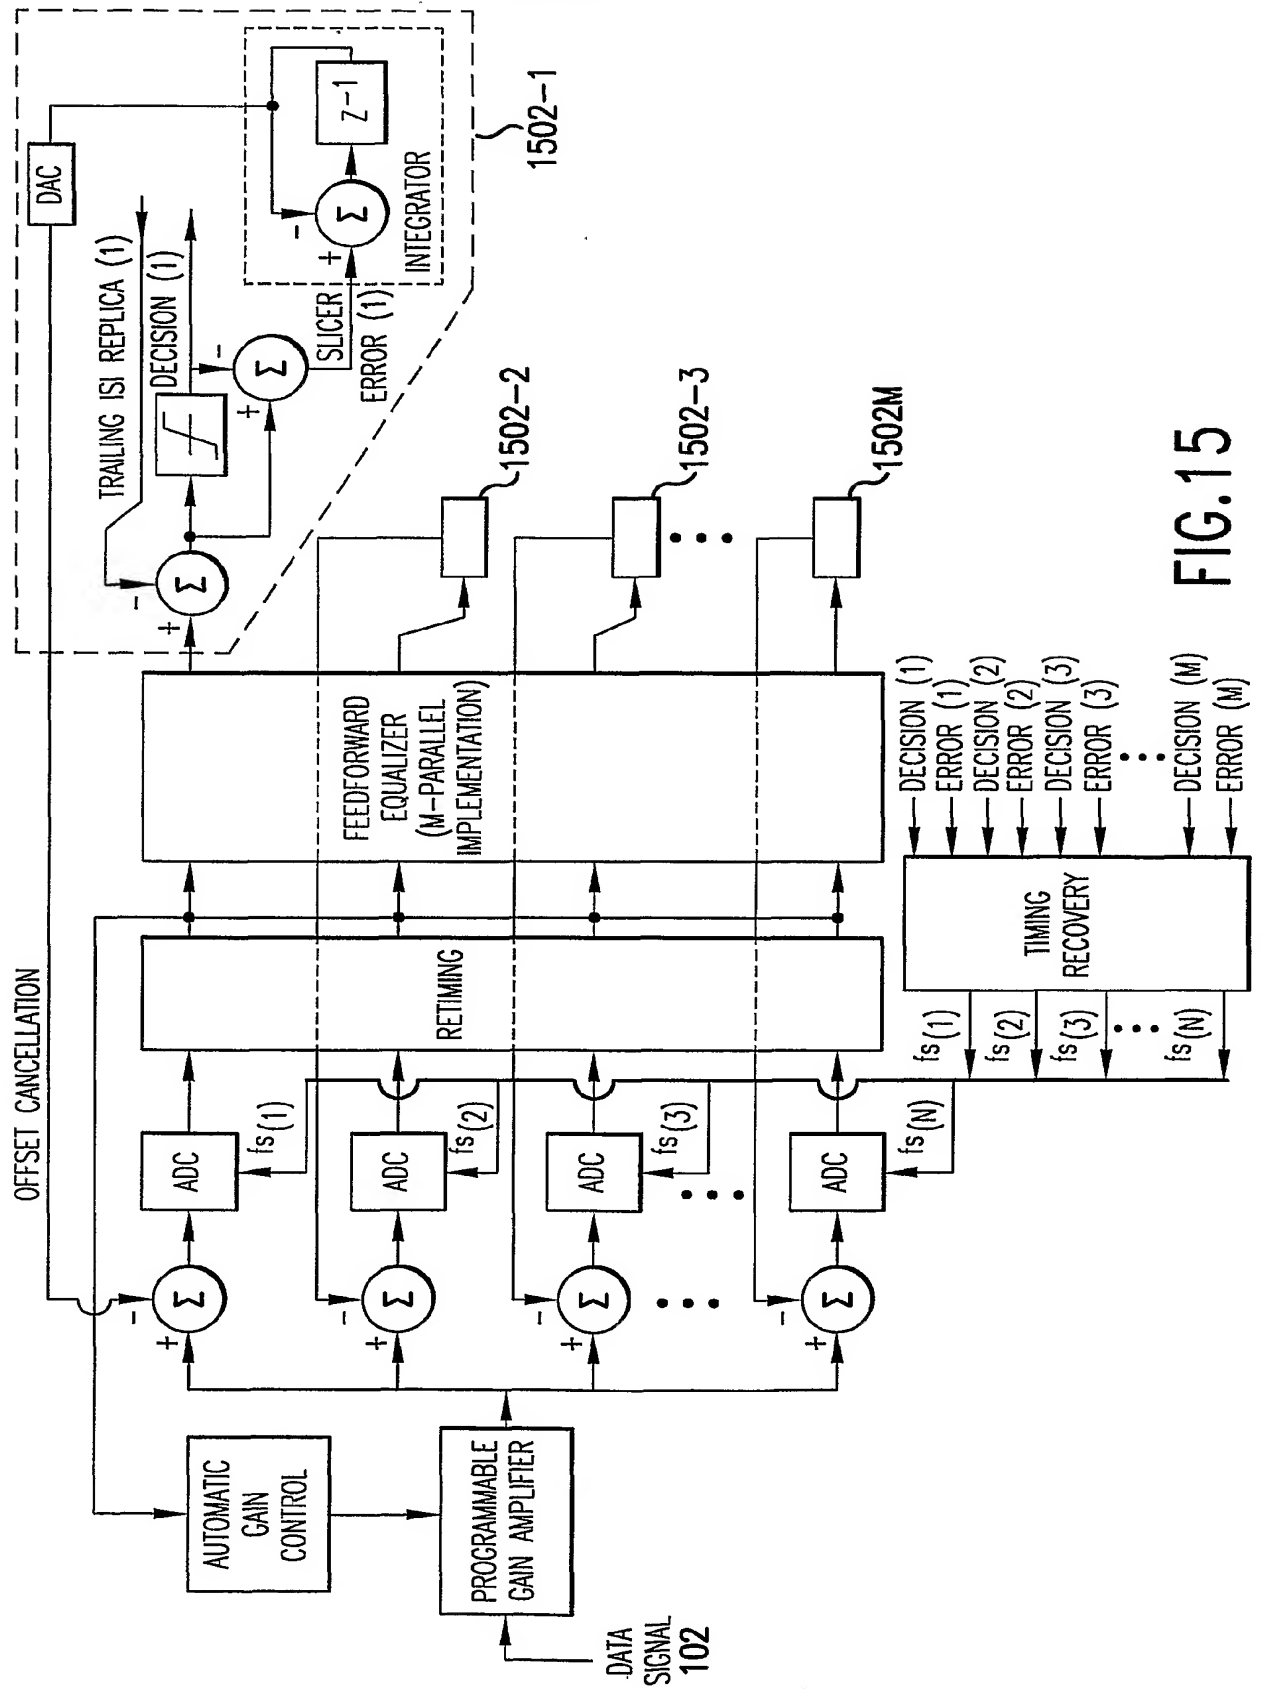 OFFSET CANCELLATION
DAC
TRAILING ISI REPLICA (1)
DECISION (1)
Σ
+
-
Σ
+
-
SLICER
ERROR (1)
Σ
+
-
Z-1
INTEGRATOR
1502-1
AUTOMATIC
GAIN
CONTROL
PROGRAMMABLE
GAIN AMPLIFIER
DATA
SIGNAL
102
Σ
+
-
ADC
fs(1)
Σ
+
-
ADC
fs(2)
Σ
+
-
ADC
fs(3)
Σ
+
-
ADC
fs(N)
RETIMING
FEEDFORWARD
EQUALIZER
(M-PARALLEL
IMPLEMENTATION)
1502-2
1502-3
1502M
fs(1)
fs(2)
fs(3)
fs(N)
TIMING
RECOVERY
DECISION (1)
ERROR (1)
DECISION (2)
ERROR (2)
DECISION (3)
ERROR (3)
DECISION (M)
ERROR (M)
FIG.15